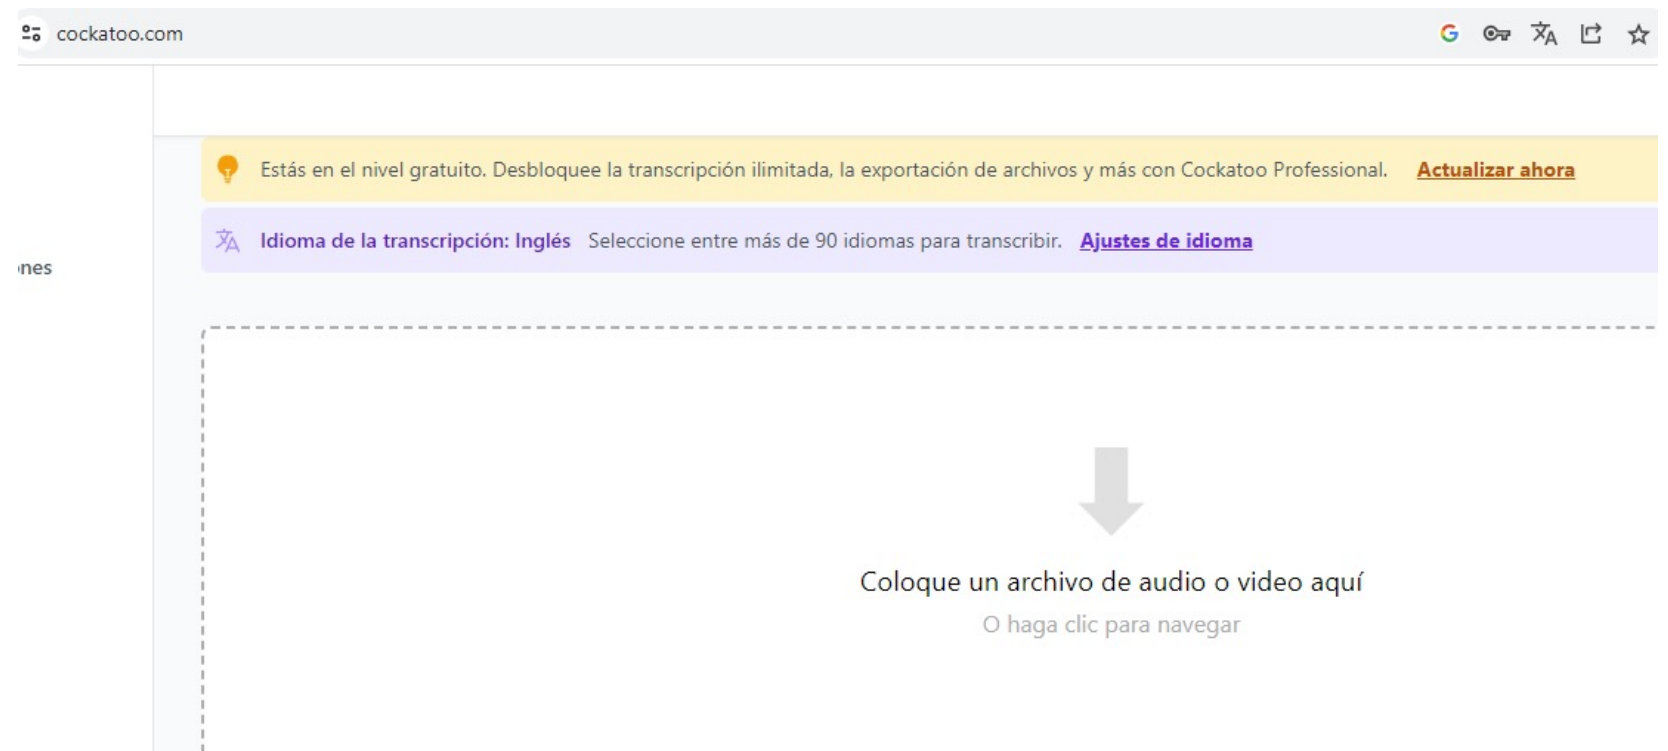 cockatoo.com
Estás en el nivel gratuito. Desbloquee la transcripción ilimitada, la exportación de archivos y más con Cockatoo Professional. Actualizar ahora
Idioma de la transcripción: Inglés Seleccione entre más de 90 idiomas para transcribir. Ajustes de idioma
nes
Coloque un archivo de audio o video aquí
O haga clic para navegar